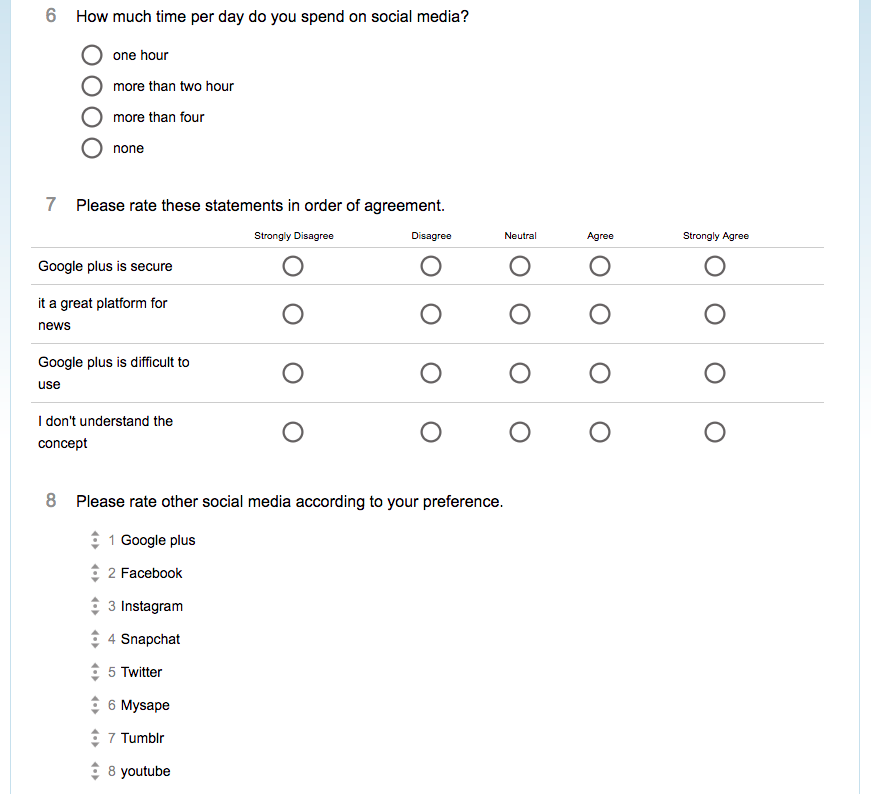 6 How much time per day do you spend on social media?
one hour
more than two hour
more than four
none
7 Please rate these statements in order of agreement.
Strongly Disagree Disagree Neutral Agree Strongly Agree
Google plus is secure
it a great platform for
news
Google plus is difficult to
use
I don't understand the
concept
8 Please rate other social media according to your preference.
1 Google plus
2 Facebook
3 Instagram
4 Snapchat
5 Twitter
6 Mysape
7 Tumblr
8 youtube